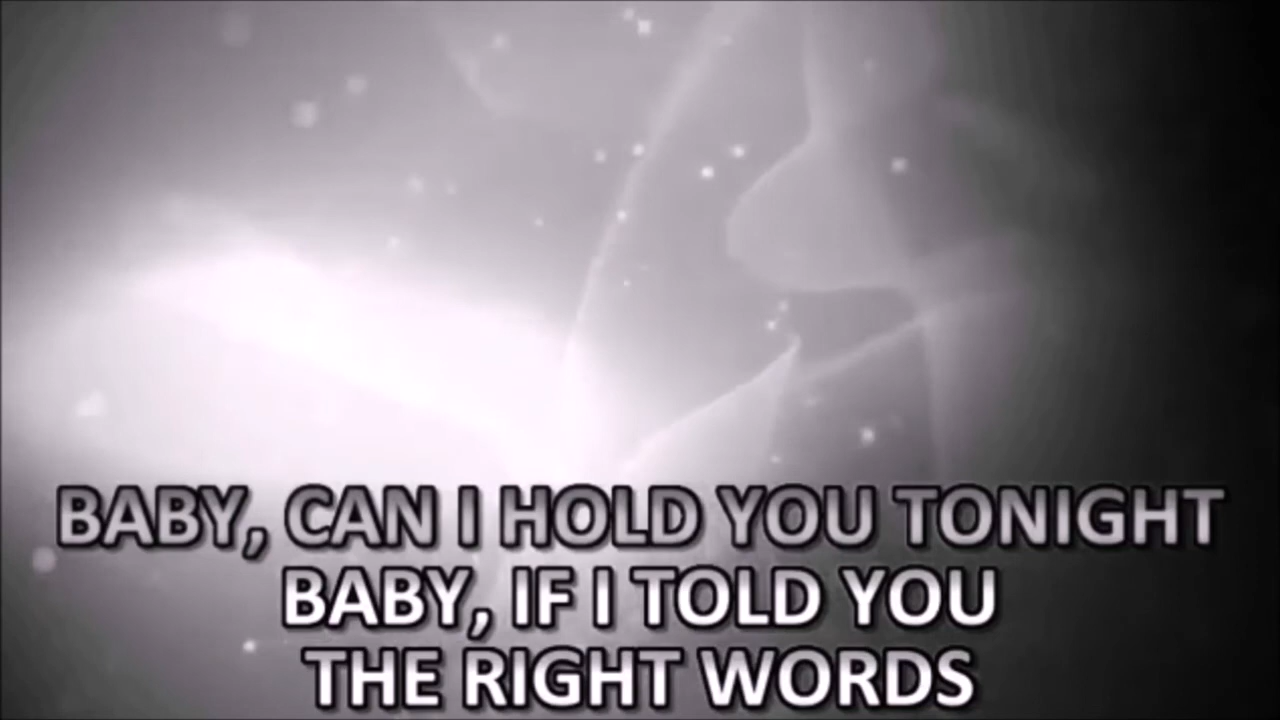 BABY, CAN I HOLD YOU TONIGHT
BABY, IF I TOLD YOU
THE RIGHT WORDS